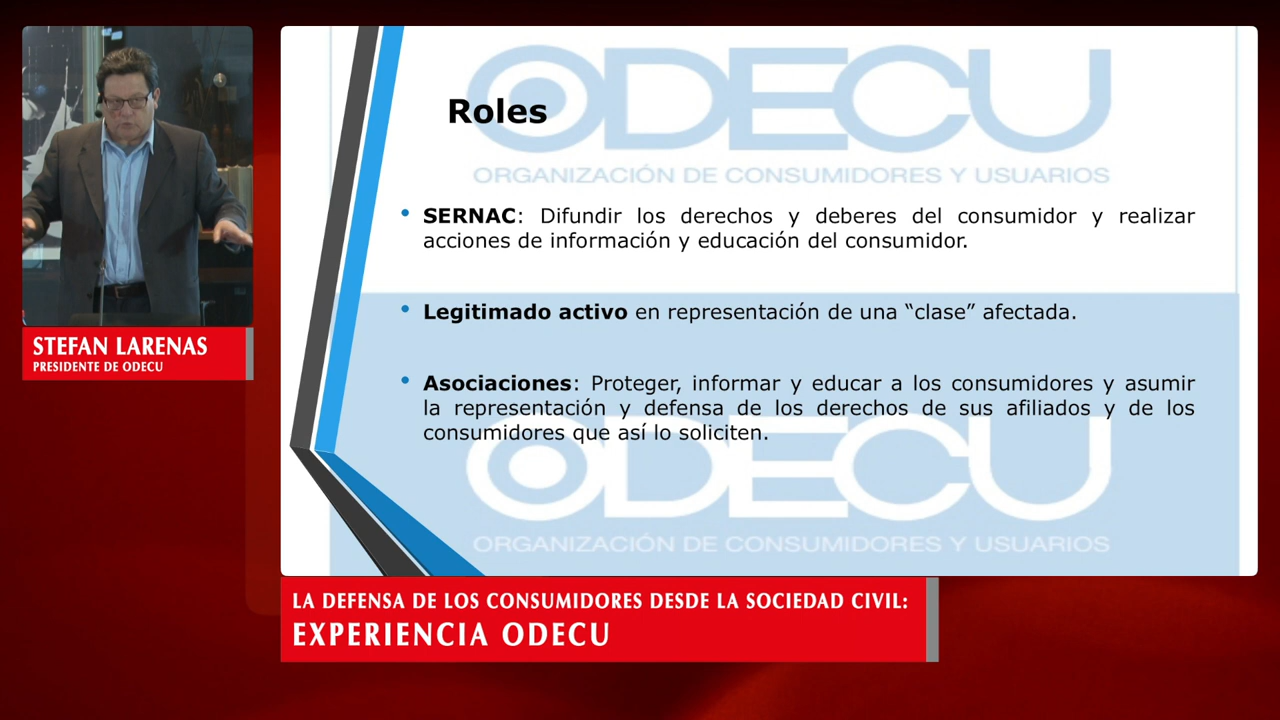 ODECU
ORGANIZACIÓN DE CONSUMIDORES Y USUARIOS
Roles
SERNAC: Difundir los derechos y deberes del consumidor y realizar
acciones de información y educación del consumidor.
Legitimado activo en representación de una “clase” afectada.
Asociaciones: Proteger, informar y educar a los consumidores y asumir
la representación y defensa de los derechos de sus afiliados y de los
consumidores que así lo soliciten.
ODECU
ORGANIZACIÓN DE CONSUMIDORES Y USUARIOS
STEFAN LARENAS
PRESIDENTE DE ODECU
LA DEFENSA DE LOS CONSUMIDORES DESDE LA SOCIEDAD CIVIL:
EXPERIENCIA ODECU